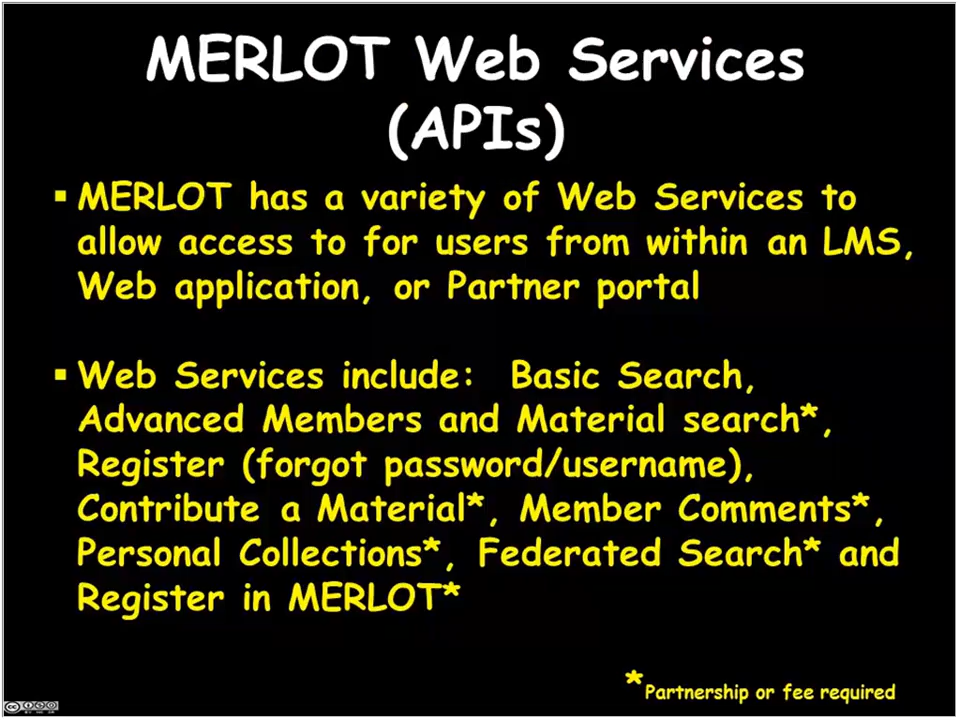 MERLOT Web Services
(APIs)
▪ MERLOT has a variety of Web Services to
allow access to for users from within an LMS,
Web application, or Partner portal
▪ Web Services include:  Basic Search,
Advanced Members and Material search*,
Register (forgot password/username),
Contribute a Material*, Member Comments*,
Personal Collections*, Federated Search* and
Register in MERLOT*
*Partnership or fee required